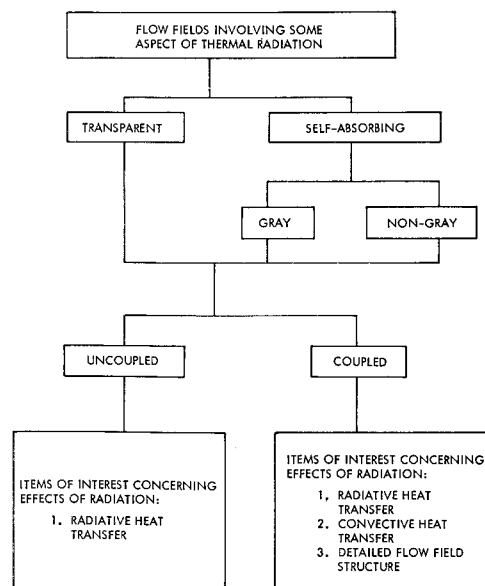 FLOW FIELDS INVOLVING SOME
ASPECT OF THERMAL RADIATION
TRANSPARENT
SELF-ABSORBING
GRAY
NON-GRAY
UNCOUPLED
COUPLED
ITEMS OF INTEREST CONCERNING
EFFECTS OF RADIATION:
1. RADIATIVE HEAT
TRANSFER
ITEMS OF INTEREST CONCERNING
EFFECTS OF RADIATION:
1, RADIATIVE HEAT
TRANSFER
2. CONVECTIVE HEAT
TRANSFER
3. DETAILED FLOW FIELD
STRUCTURE